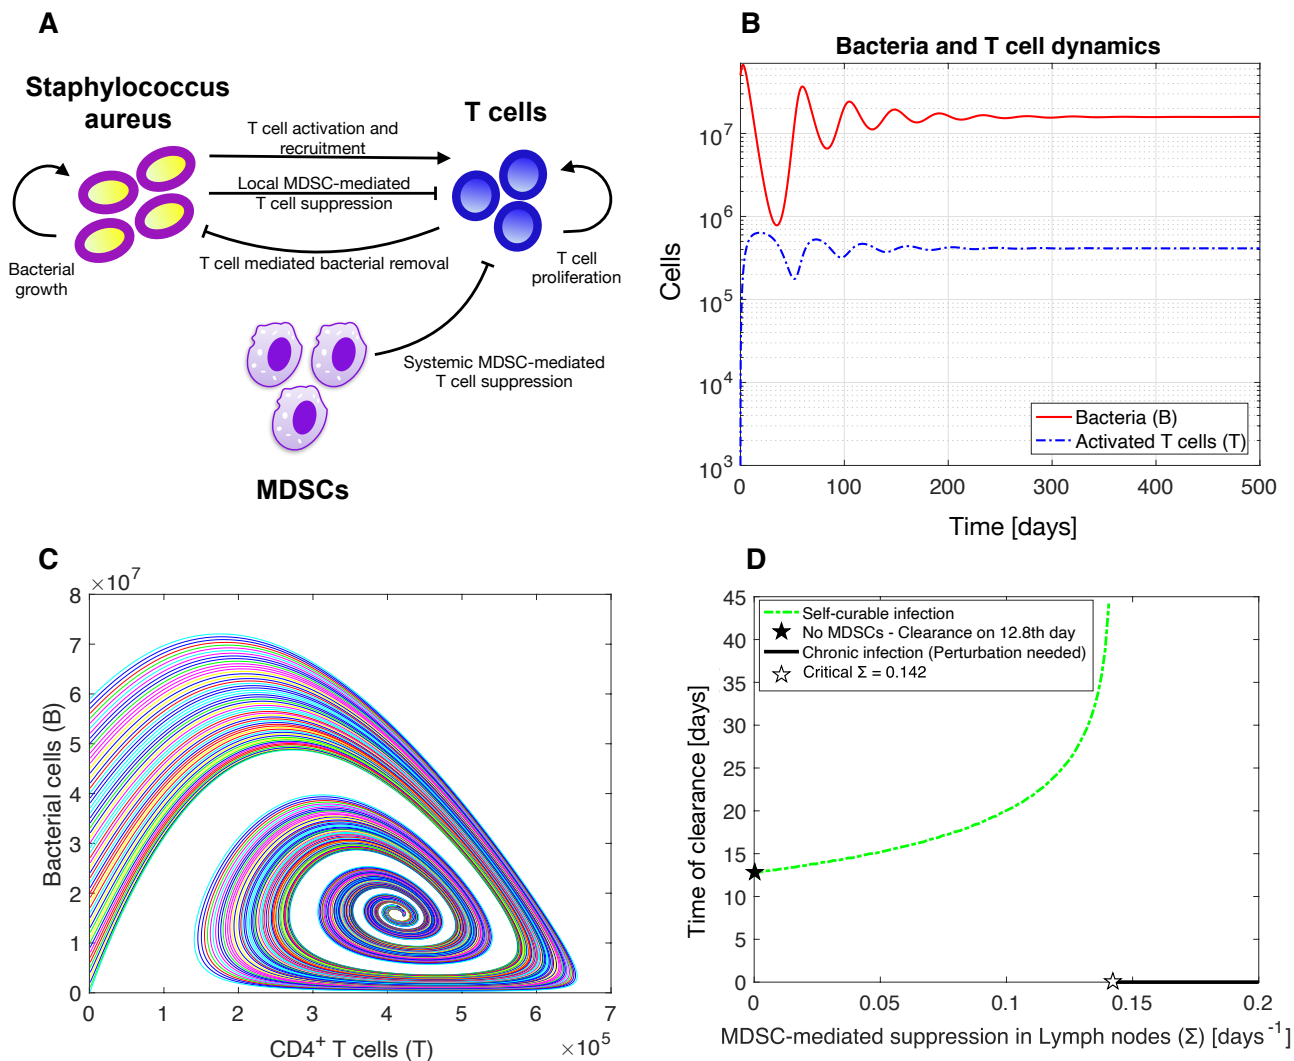 A
Staphylococcus
aureus
T cells
T cell activation and
recruitment
Local MDSC-mediated
T cell suppression
T cell mediated bacterial removal
Bacterial
growth
T cell
proliferation
Systemic MDSC-mediated
T cell suppression
MDSCs
B
Bacteria and T cell dynamics
10^7
10^6
10^5
10^4
10^3
Cells
0 100 200 300 400 500
Time [days]
Bacteria (B)
Activated T cells (T)
C
×10^7
8
7
6
5
4
3
2
1
0
Bacterial cells (B)
0 1 2 3 4 5 6 7
CD4+ T cells (T)
×10^5
D
45
40
35
30
25
20
15
10
5
0
Time of clearance [days]
Self-curable infection
No MDSCs - Clearance on 12.8th day
Chronic infection (Perturbation needed)
Critical Σ = 0.142
0 0.05 0.1 0.15 0.2
MDSC-mediated suppression in Lymph nodes (Σ) [days^-1]